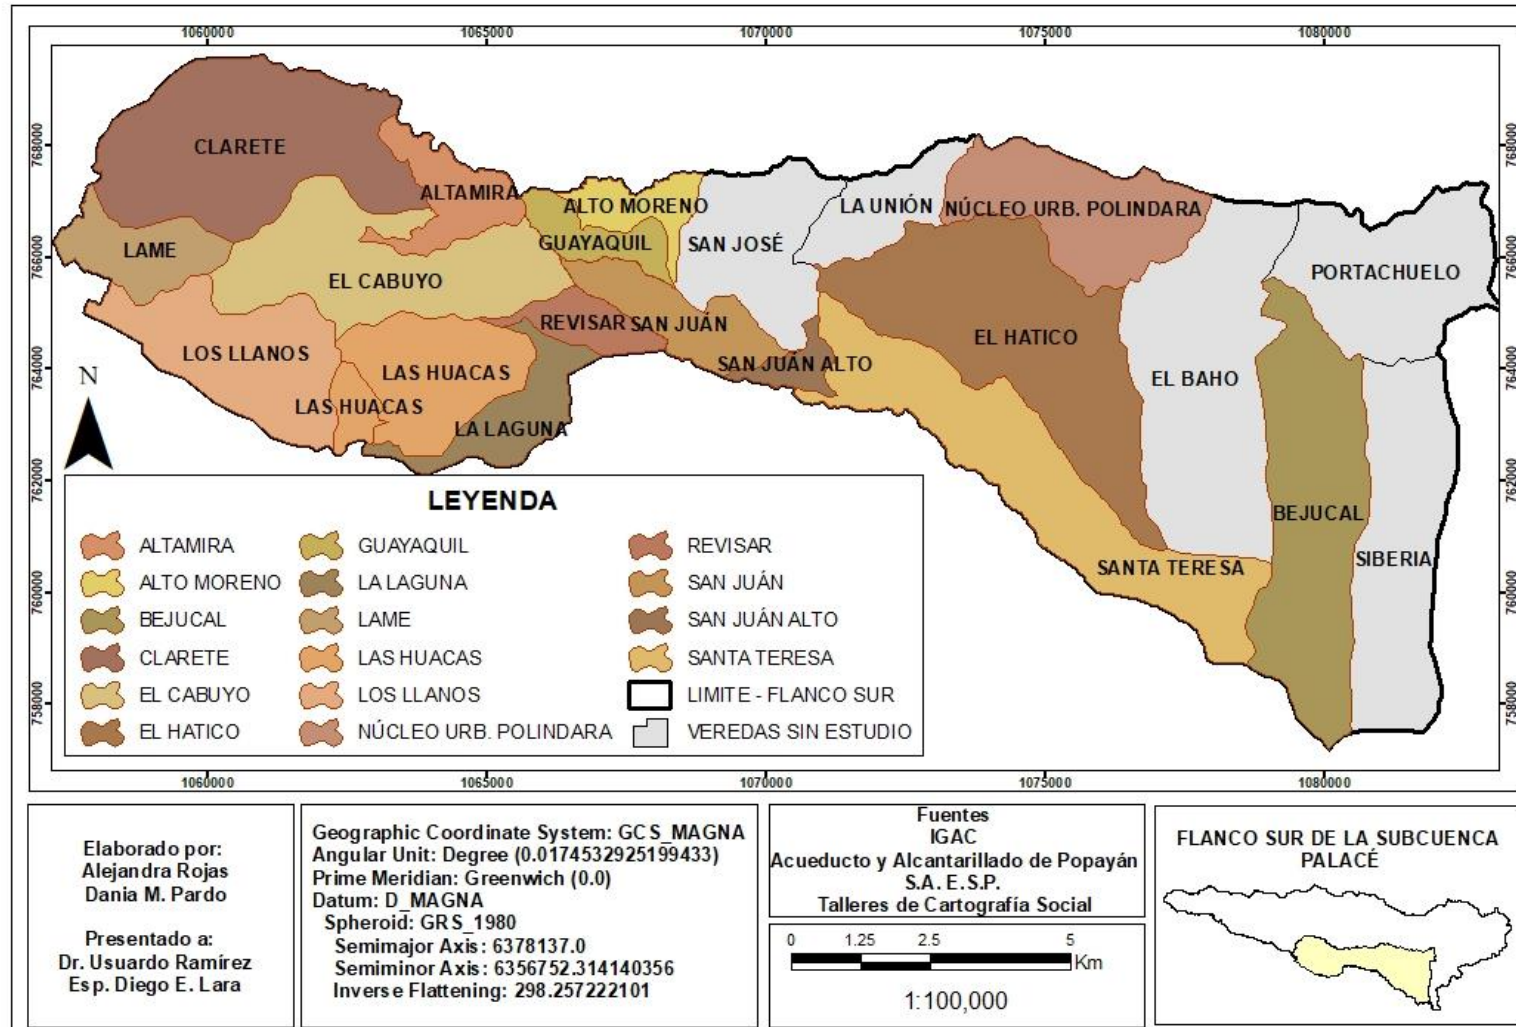 1060000 1065000 1070000 1075000 1080000
768000 768000
766000 766000
764000 764000
762000 762000
760000 760000
758000 758000
CLARETE
ALTAMIRA
ALTO MORENO
LAME
GUAYAQUIL
SAN JOSÉ
LA UNIÓN
NÚCLEO URB. POLINDARA
PORTACHUELO
EL CABUYO
REVISAR
SAN JUÁN
LOS LLANOS
LAS HUACAS
LAS HUACAS
LA LAGUNA
SAN JUÁN ALTO
EL HATICO
EL BAHO
BEJUCAL
SANTA TERESA
SIBERIA
N
LEYENDA
ALTAMIRA
ALTO MORENO
BEJUCAL
CLARETE
EL CABUYO
EL HATICO
GUAYAQUIL
LA LAGUNA
LAME
LAS HUACAS
LOS LLANOS
NÚCLEO URB. POLINDARA
REVISAR
SAN JUÁN
SAN JUÁN ALTO
SANTA TERESA
LIMITE - FLANCO SUR
VEREDAS SIN ESTUDIO
1060000 1065000 1070000 1075000 1080000
Elaborado por:
Alejandra Rojas
Dania M. Pardo
Presentado a:
Dr. Usuardo Ramírez
Esp. Diego E. Lara
Geographic Coordinate System: GCS_MAGNA
Angular Unit: Degree (0.0174532925199433)
Prime Meridian: Greenwich (0.0)
Datum: D_MAGNA
Spheroid: GRS_1980
Semimajor Axis: 6378137.0
Semiminor Axis: 6356752.314140356
Inverse Flattening: 298.257222101
Fuentes
IGAC
Acueducto y Alcantarillado de Popayán
S.A. E.S.P.
Talleres de Cartografía Social
0 1.25 2.5 5
Km
1:100,000
FLANCO SUR DE LA SUBCUENCA
PALACÉ